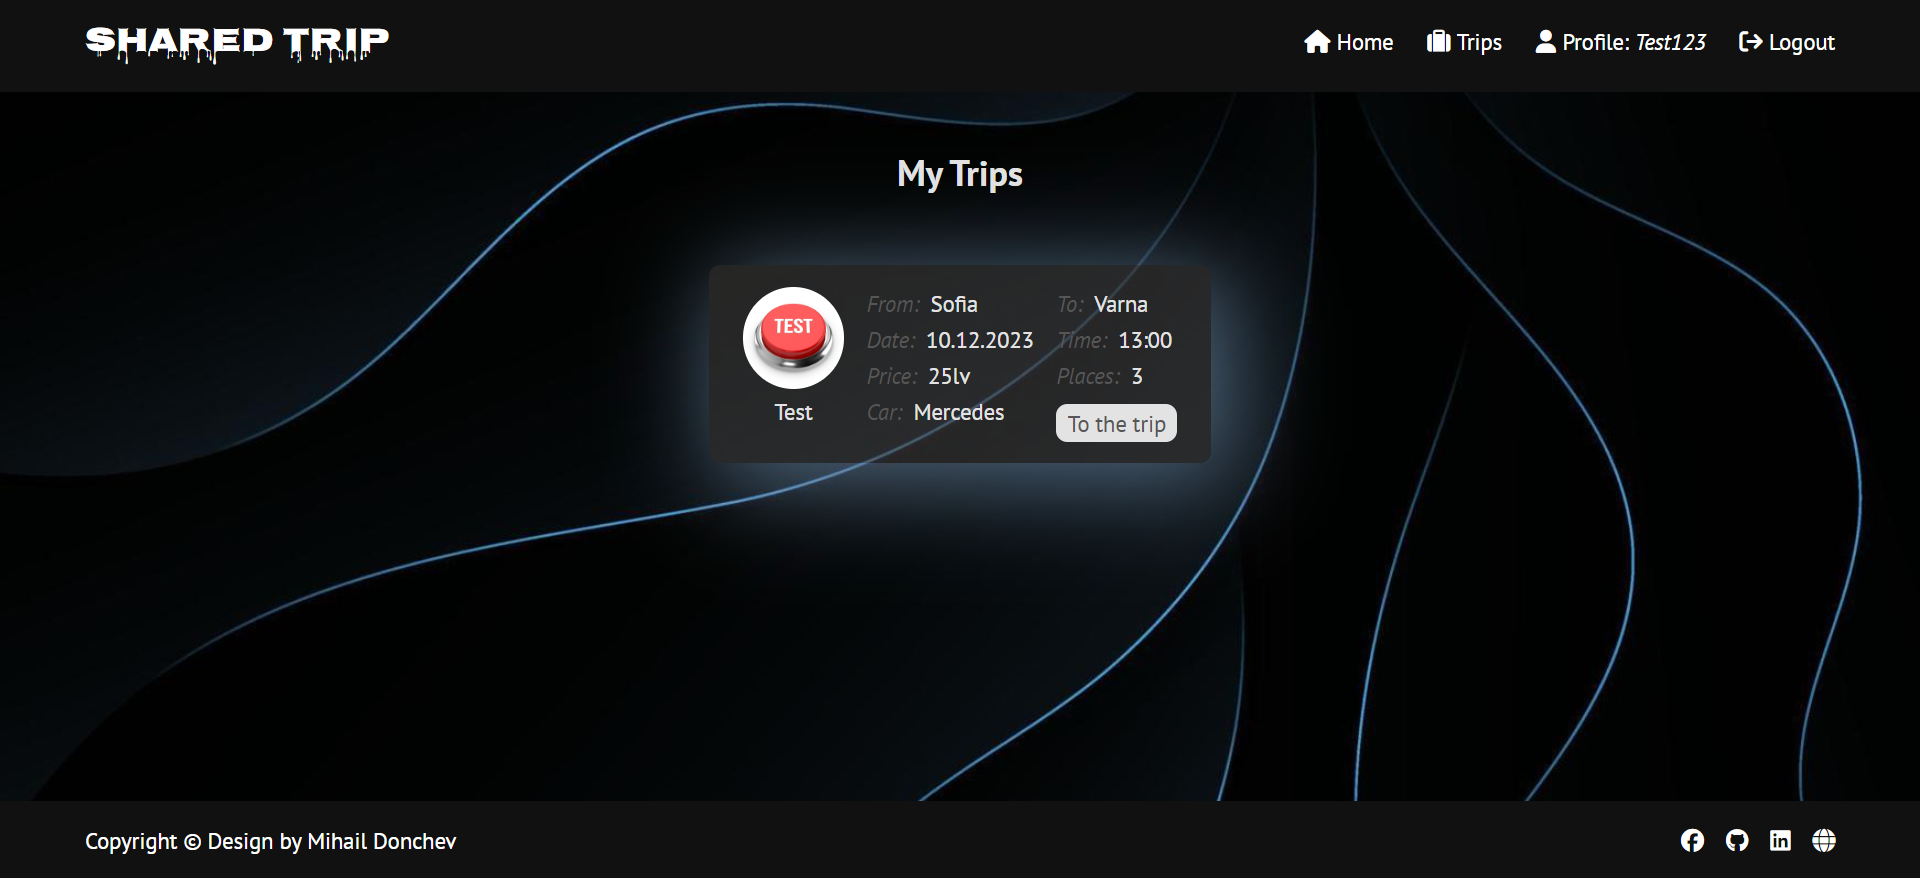 SHARED TRIP
Home Trips Profile: Test123 Logout
My Trips
TEST
Test
From: Sofia To: Varna
Date: 10.12.2023 Time: 13:00
Price: 25lv Places: 3
Car: Mercedes To the trip
Copyright © Design by Mihail Donchev